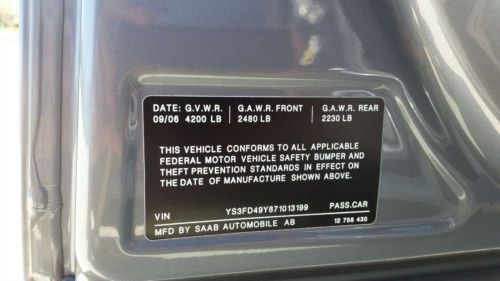 DATE: G.V.W.R. G.A.W.R. FRONT G.A.W.R. REAR
09/06 4200 LB 2480 LB 2230 LB
THIS VEHICLE CONFORMS TO ALL APPLICABLE
FEDERAL MOTOR VEHICLE SAFETY BUMPER AND
THEFT PREVENTION STANDARDS IN EFFECT ON
THE DATE OF MANUFACTURE SHOWN ABOVE.
VIN YS3FD49Y871013199 PASS.CAR
MFD BY SAAB AUTOMOBILE AB 12 756 430